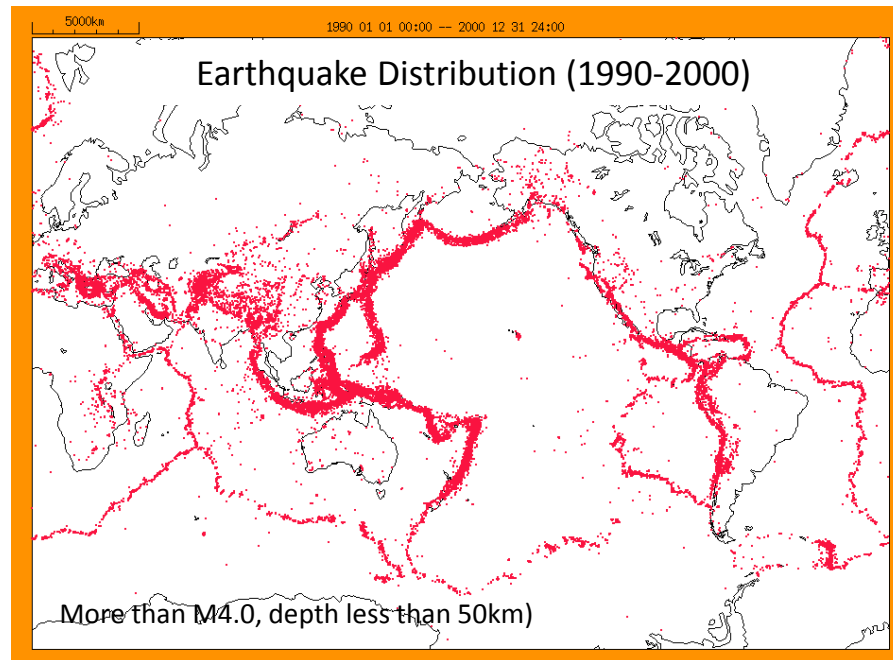 5000km
1990 01 01 00:00 -- 2000 12 31 24:00
Earthquake Distribution (1990-2000)
More than M4.0, depth less than 50km)